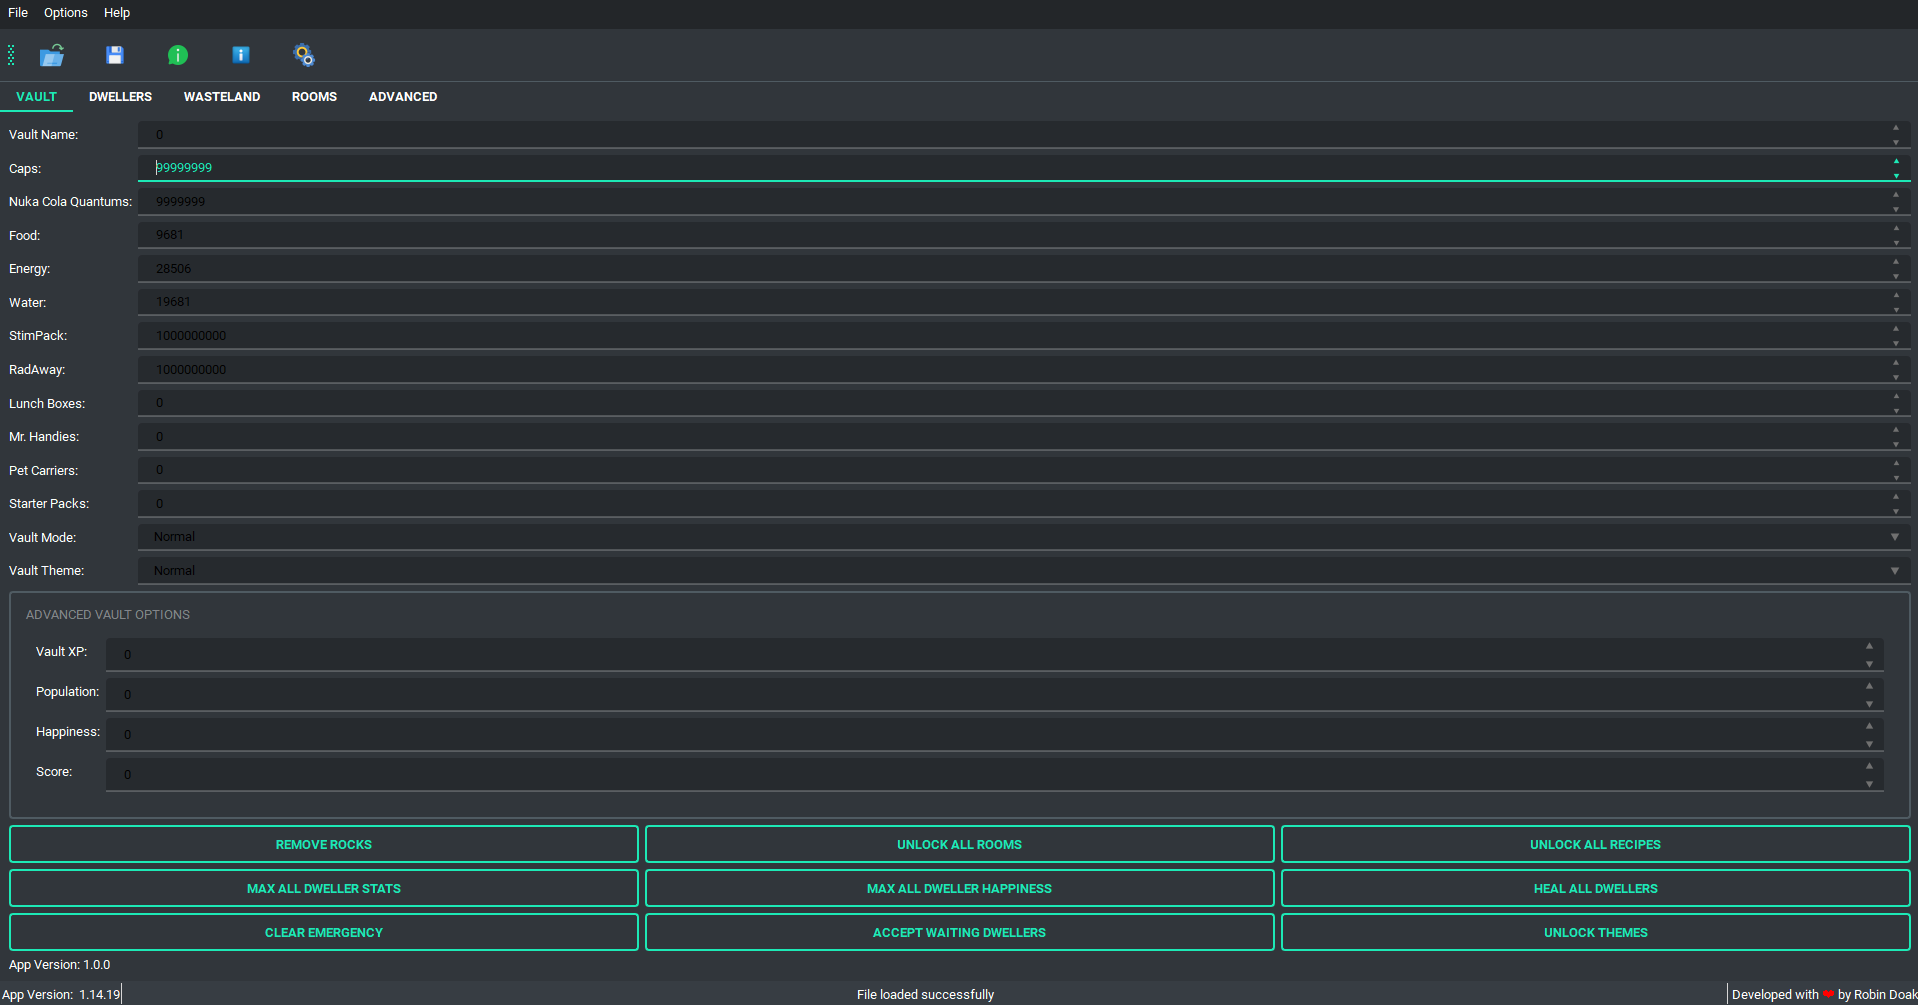 File Options Help
VAULT DWELLERS WASTELAND ROOMS ADVANCED
Vault Name: 0
Caps: 99999999
Nuka Cola Quantums: 9999999
Food: 9681
Energy: 28506
Water: 19681
StimPack: 1000000000
RadAway: 1000000000
Lunch Boxes: 0
Mr. Handies: 0
Pet Carriers: 0
Starter Packs: 0
Vault Mode: Normal
Vault Theme: Normal
ADVANCED VAULT OPTIONS
Vault XP: 0
Population: 0
Happiness: 0
Score: 0
REMOVE ROCKS UNLOCK ALL ROOMS UNLOCK ALL RECIPES
MAX ALL DWELLER STATS MAX ALL DWELLER HAPPINESS HEAL ALL DWELLERS
CLEAR EMERGENCY ACCEPT WAITING DWELLERS UNLOCK THEMES
App Version: 1.0.0
App Version: 1.14.19 File loaded successfully Developed with ❤ by Robin Doak